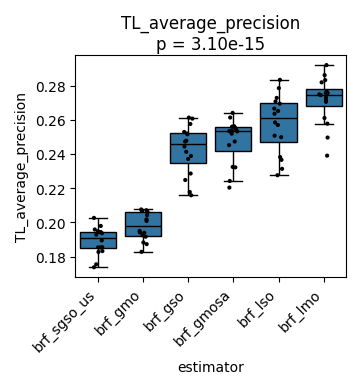 TL_average_precision
p = 3.10e-15
TL_average_precision
0.28
0.26
0.24
0.22
0.20
0.18
brf_sgso_us
brf_gmo
brf_gso
brf_gmosa
brf_lso
brf_lmo
estimator